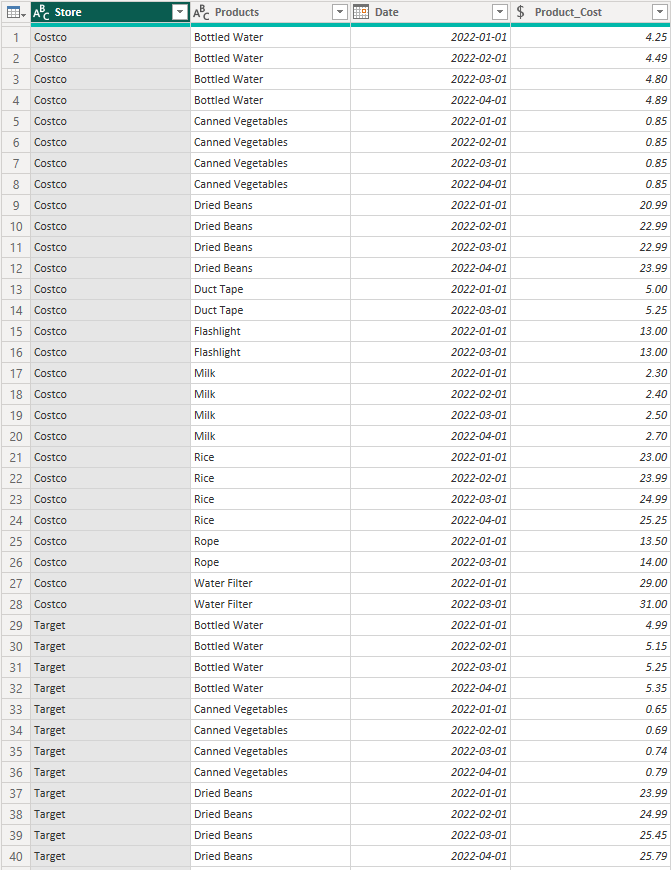 ABC Store ABC Products Date $ Product_Cost
1 Costco Bottled Water 2022-01-01 4.25
2 Costco Bottled Water 2022-02-01 4.49
3 Costco Bottled Water 2022-03-01 4.80
4 Costco Bottled Water 2022-04-01 4.89
5 Costco Canned Vegetables 2022-01-01 0.85
6 Costco Canned Vegetables 2022-02-01 0.85
7 Costco Canned Vegetables 2022-03-01 0.85
8 Costco Canned Vegetables 2022-04-01 0.85
9 Costco Dried Beans 2022-01-01 20.99
10 Costco Dried Beans 2022-02-01 22.99
11 Costco Dried Beans 2022-03-01 22.99
12 Costco Dried Beans 2022-04-01 23.99
13 Costco Duct Tape 2022-01-01 5.00
14 Costco Duct Tape 2022-03-01 5.25
15 Costco Flashlight 2022-01-01 13.00
16 Costco Flashlight 2022-03-01 13.00
17 Costco Milk 2022-01-01 2.30
18 Costco Milk 2022-02-01 2.40
19 Costco Milk 2022-03-01 2.50
20 Costco Milk 2022-04-01 2.70
21 Costco Rice 2022-01-01 23.00
22 Costco Rice 2022-02-01 23.99
23 Costco Rice 2022-03-01 24.99
24 Costco Rice 2022-04-01 25.25
25 Costco Rope 2022-01-01 13.50
26 Costco Rope 2022-03-01 14.00
27 Costco Water Filter 2022-01-01 29.00
28 Costco Water Filter 2022-03-01 31.00
29 Target Bottled Water 2022-01-01 4.99
30 Target Bottled Water 2022-02-01 5.15
31 Target Bottled Water 2022-03-01 5.25
32 Target Bottled Water 2022-04-01 5.35
33 Target Canned Vegetables 2022-01-01 0.65
34 Target Canned Vegetables 2022-02-01 0.69
35 Target Canned Vegetables 2022-03-01 0.74
36 Target Canned Vegetables 2022-04-01 0.79
37 Target Dried Beans 2022-01-01 23.99
38 Target Dried Beans 2022-02-01 24.99
39 Target Dried Beans 2022-03-01 25.45
40 Target Dried Beans 2022-04-01 25.79